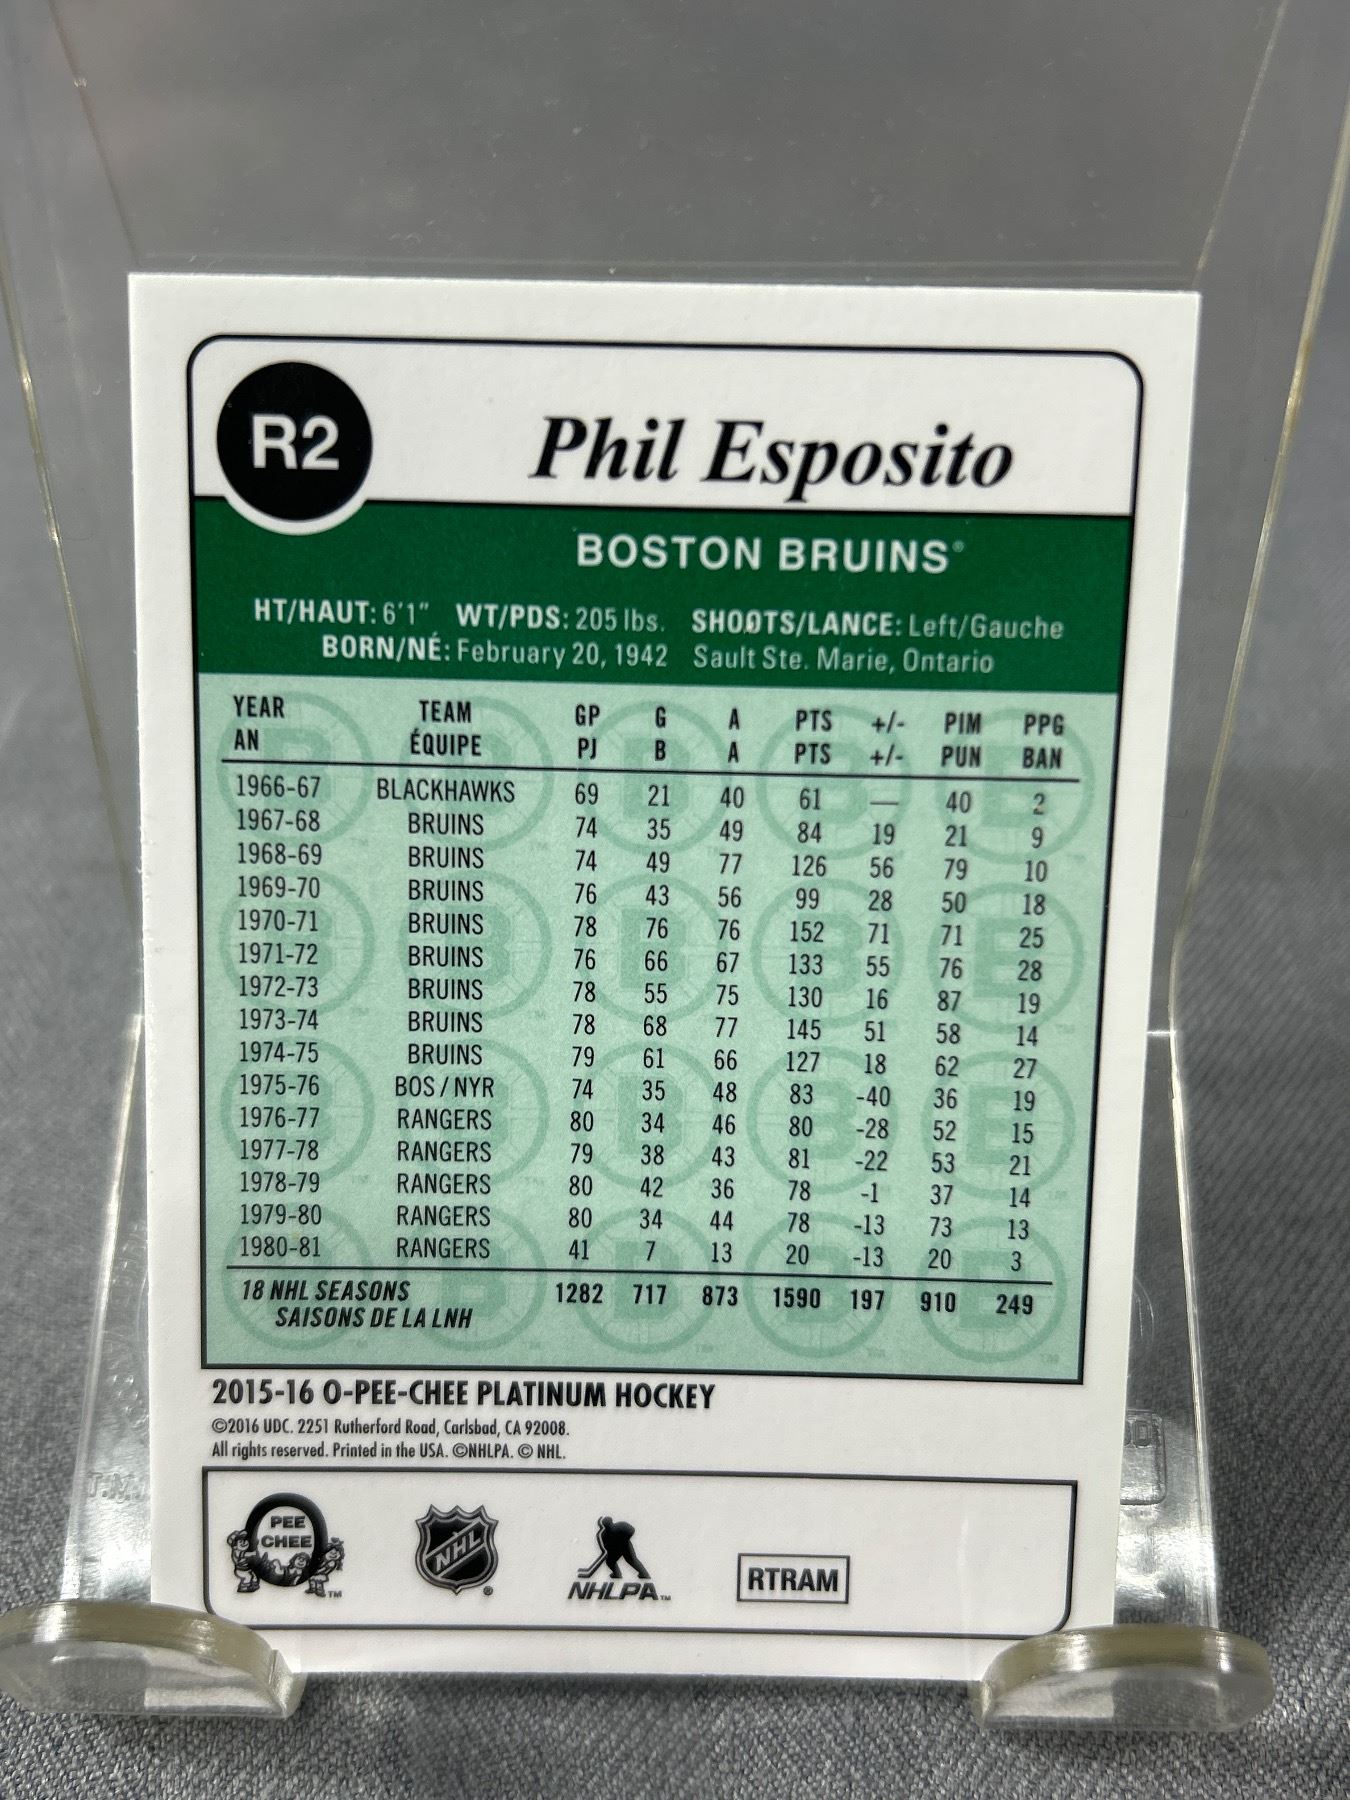 R2
Phil Esposito
BOSTON BRUINS®
HT/HAUT: 6'1" WT/PDS: 205 lbs. SHOOTS/LANCE: Left/Gauche
BORN/NÉ: February 20, 1942 Sault Ste. Marie, Ontario
YEAR TEAM GP G A PTS +/- PIM PPG
AN ÉQUIPE PJ B A PTS +/- PUN BAN
1966-67 BLACKHAWKS 69 21 40 61 — 40 2
1967-68 BRUINS 74 35 49 84 19 21 9
1968-69 BRUINS 74 49 77 126 56 79 10
1969-70 BRUINS 76 43 56 99 28 50 18
1970-71 BRUINS 78 76 76 152 71 71 25
1971-72 BRUINS 76 66 67 133 55 76 28
1972-73 BRUINS 78 55 75 130 16 87 19
1973-74 BRUINS 78 68 77 145 51 58 14
1974-75 BRUINS 79 61 66 127 18 62 27
1975-76 BOS / NYR 74 35 48 83 -40 36 19
1976-77 RANGERS 80 34 46 80 -28 52 15
1977-78 RANGERS 79 38 43 81 -22 53 21
1978-79 RANGERS 80 42 36 78 -1 37 14
1979-80 RANGERS 80 34 44 78 -13 73 13
1980-81 RANGERS 41 7 13 20 -13 20 3
18 NHL SEASONS 1282 717 873 1590 197 910 249
SAISONS DE LA LNH
2015-16 O-PEE-CHEE PLATINUM HOCKEY
©2016 UDC. 2251 Rutherford Road, Carlsbad, CA 92008.
All rights reserved. Printed in the USA. ©NHLPA. © NHL.
PEE
CHEE
TM
NHL
®
NHLPA™
RTRAM